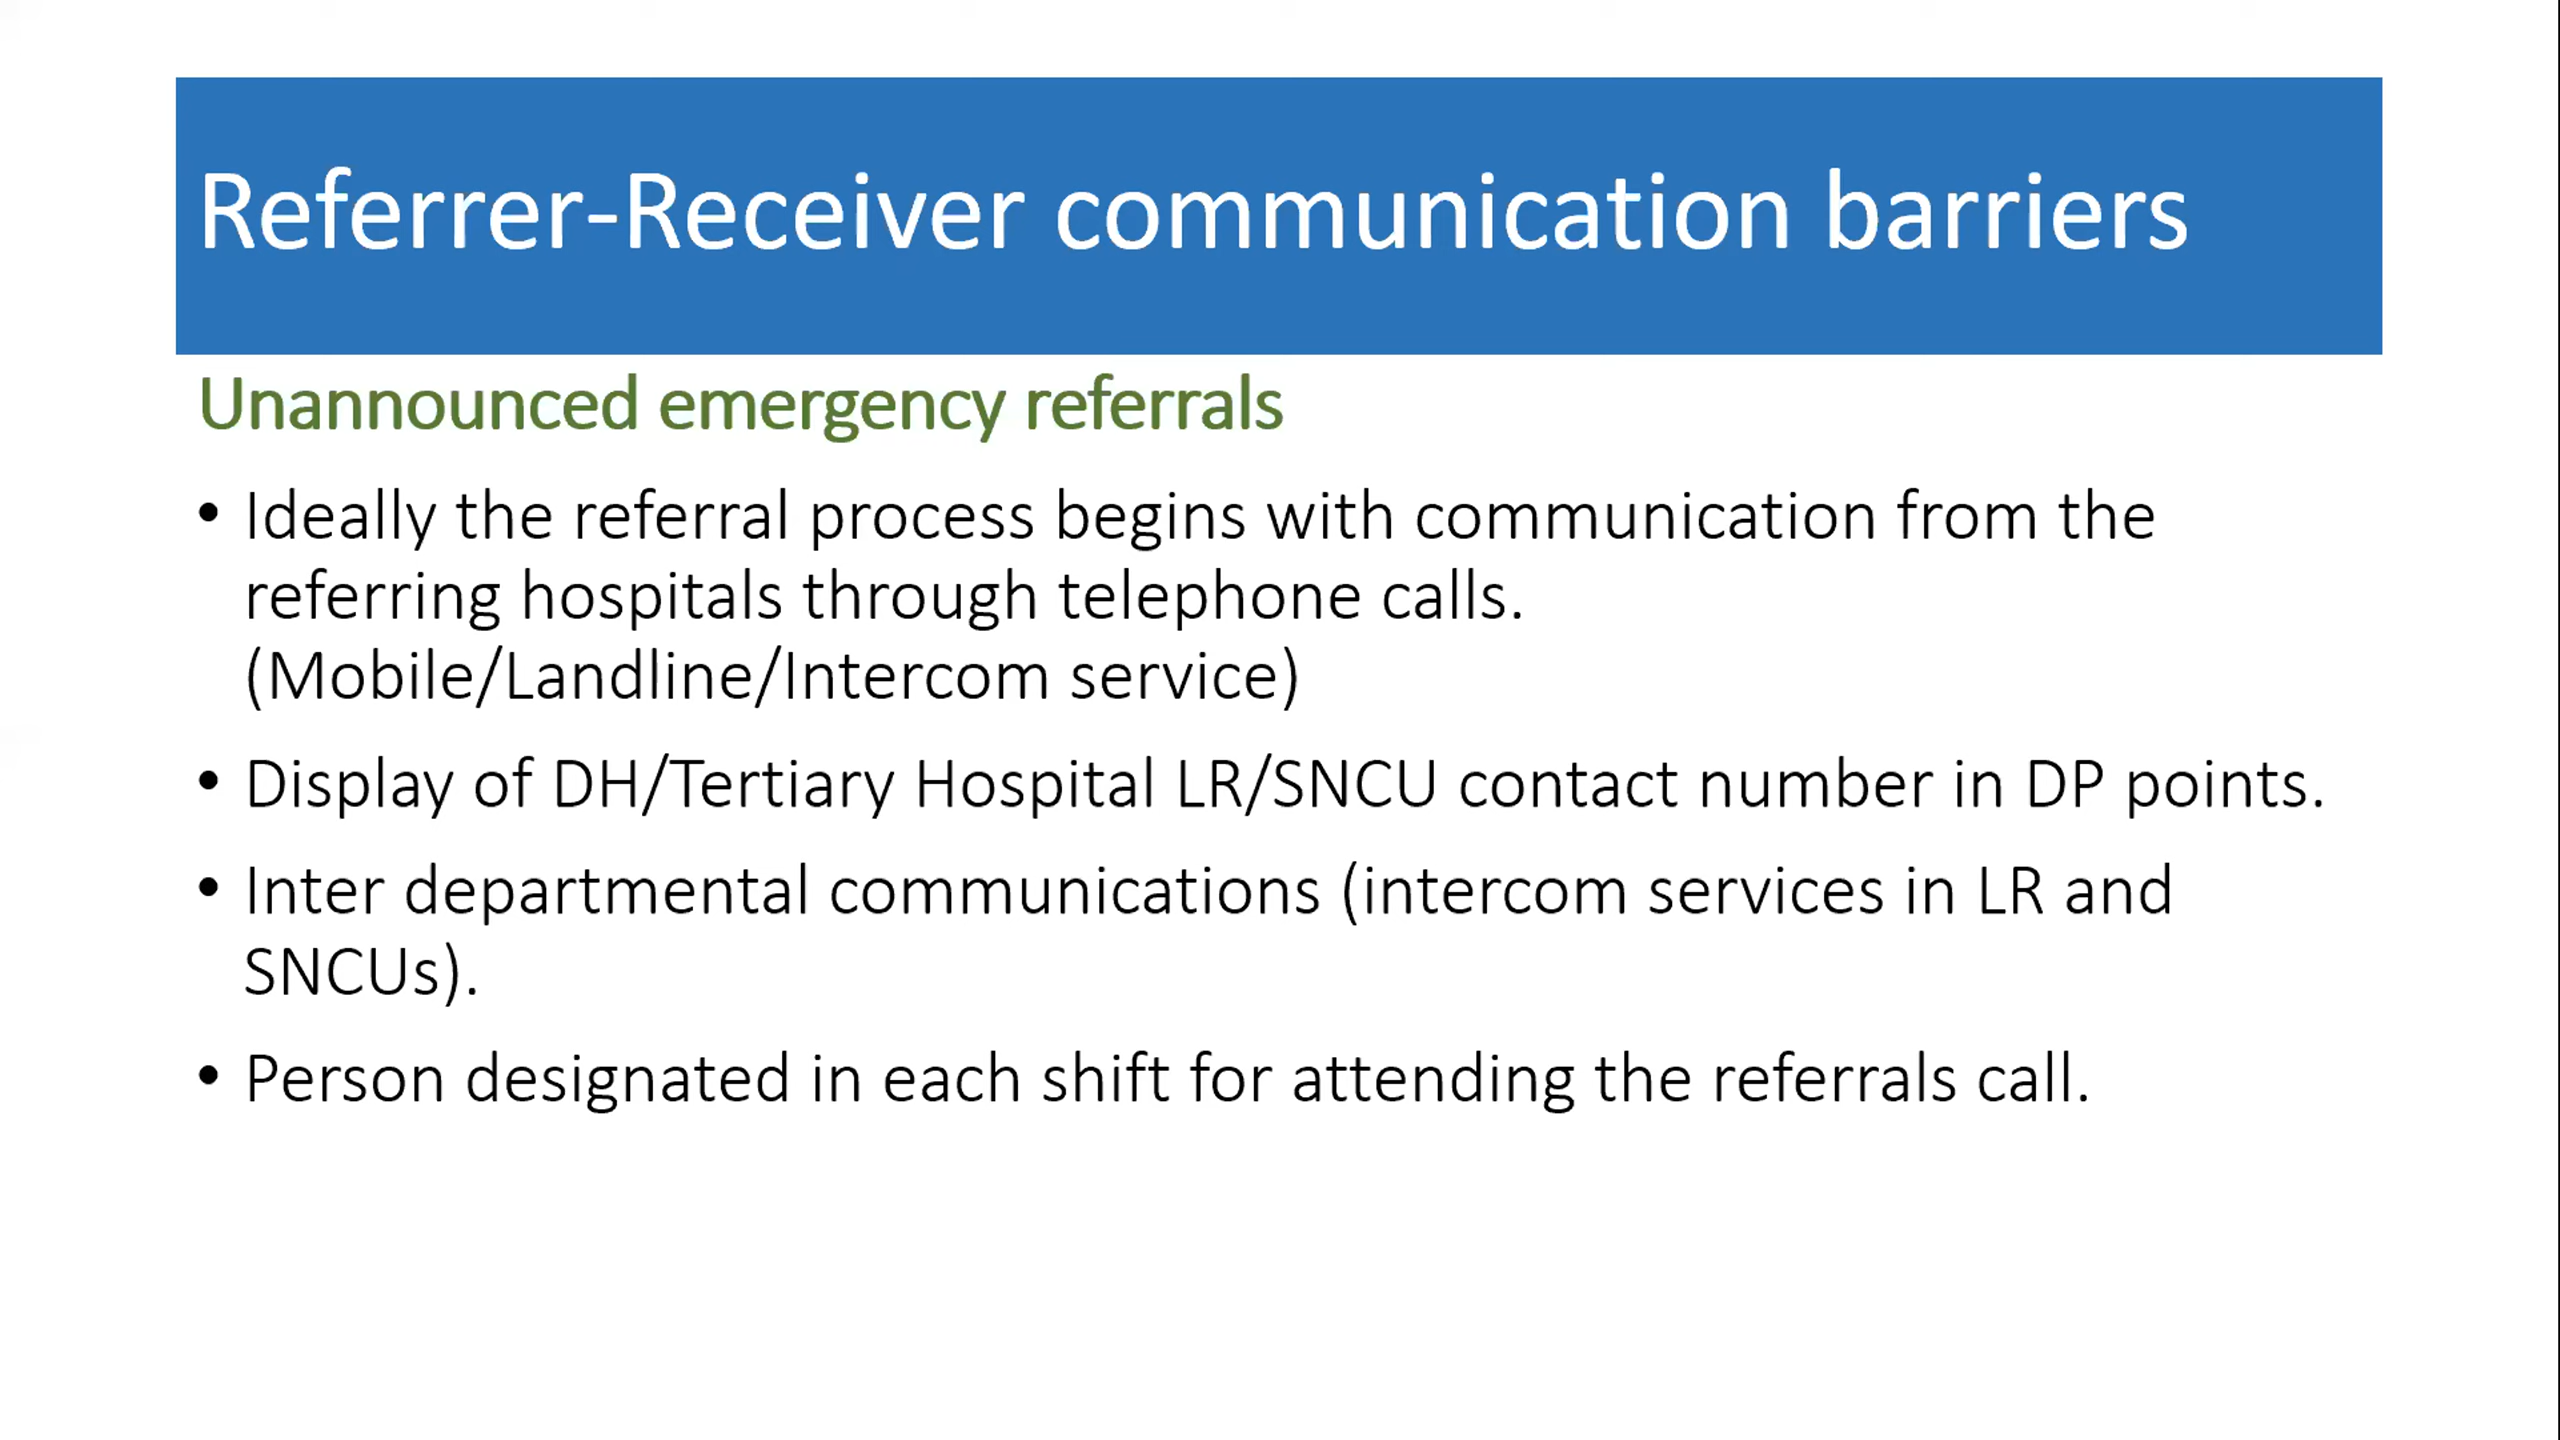 Referrer-Receiver communication barriers
Unannounced emergency referrals
• Ideally the referral process begins with communication from the
referring hospitals through telephone calls.
(Mobile/Landline/Intercom service)
• Display of DH/Tertiary Hospital LR/SNCU contact number in DP points.
• Inter departmental communications (intercom services in LR and
SNCUs).
• Person designated in each shift for attending the referrals call.